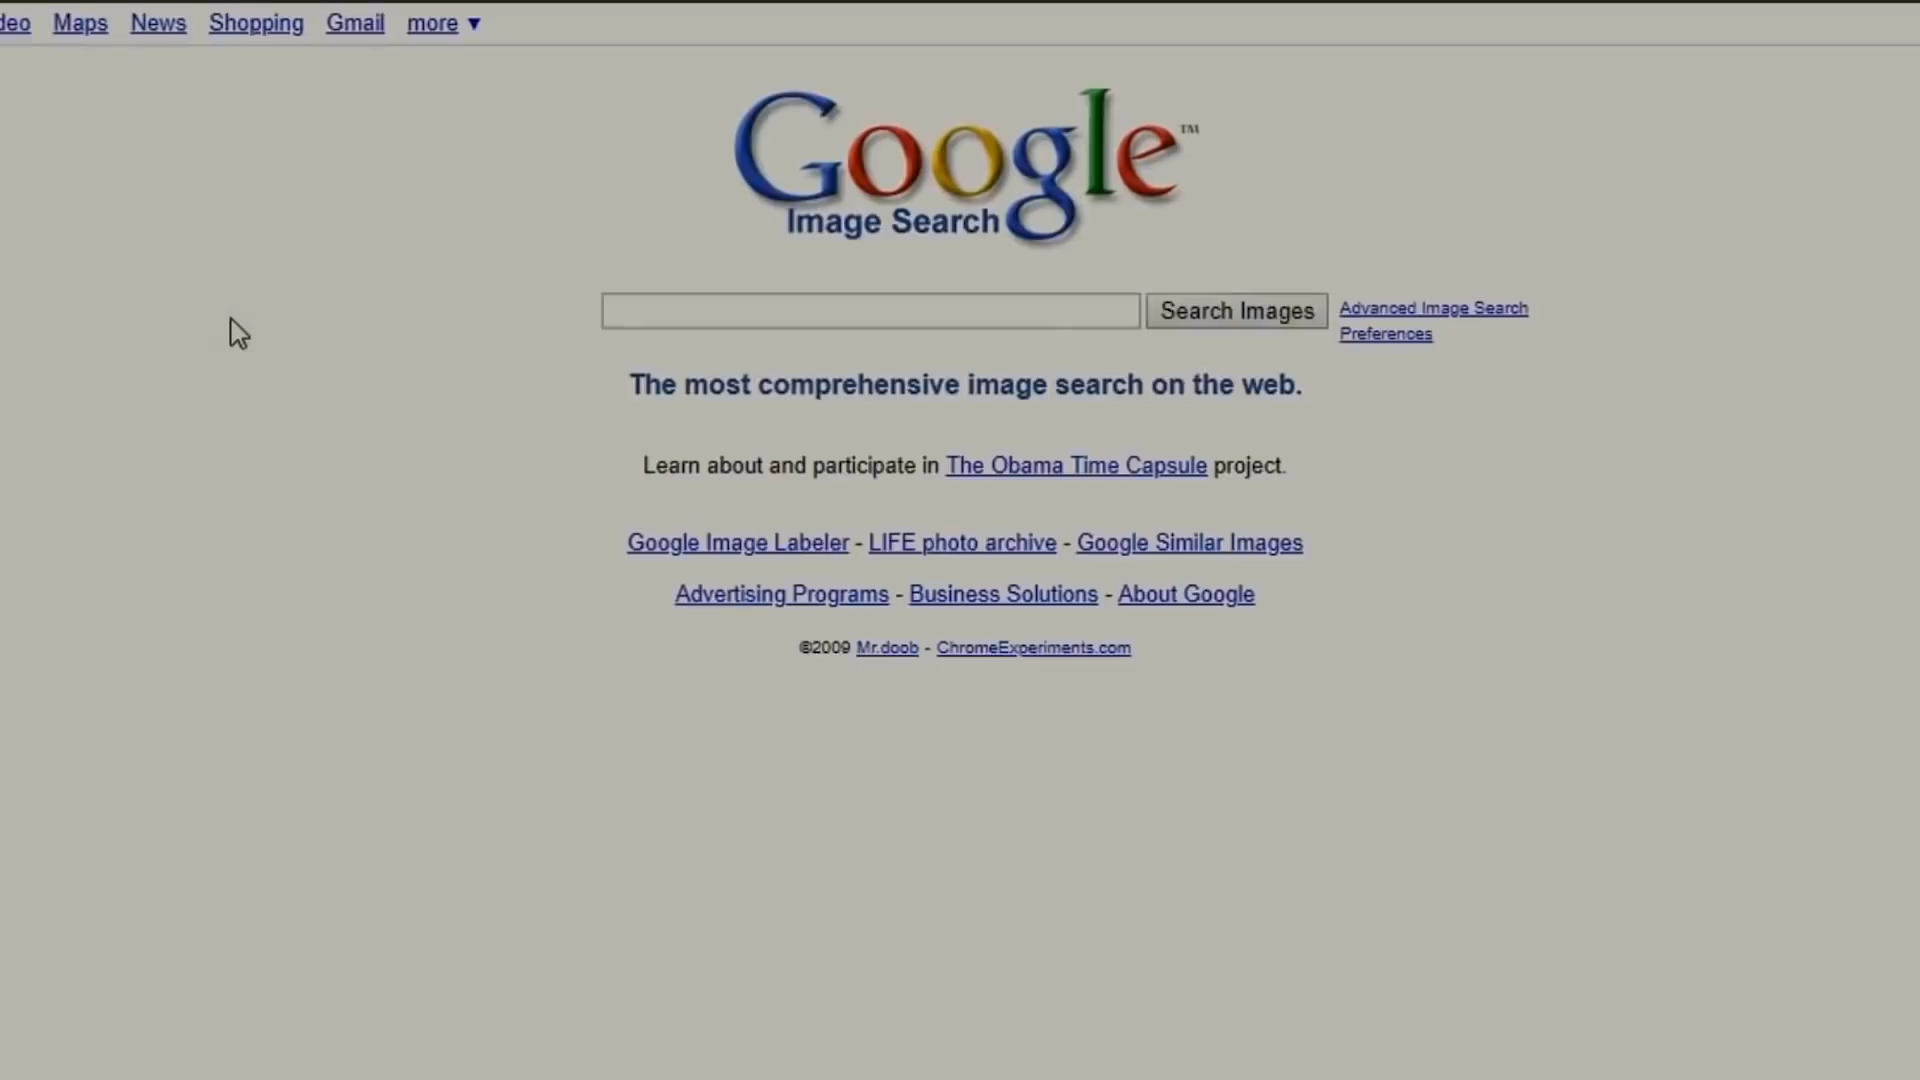 Maps News Shopping Gmail more ▼
Google™
Image Search
Search Images
Advanced Image Search
Preferences
The most comprehensive image search on the web.
Learn about and participate in The Obama Time Capsule project.
Google Image Labeler - LIFE photo archive - Google Similar Images
Advertising Programs - Business Solutions - About Google
©2009 Mr.doob - ChromeExperiments.com